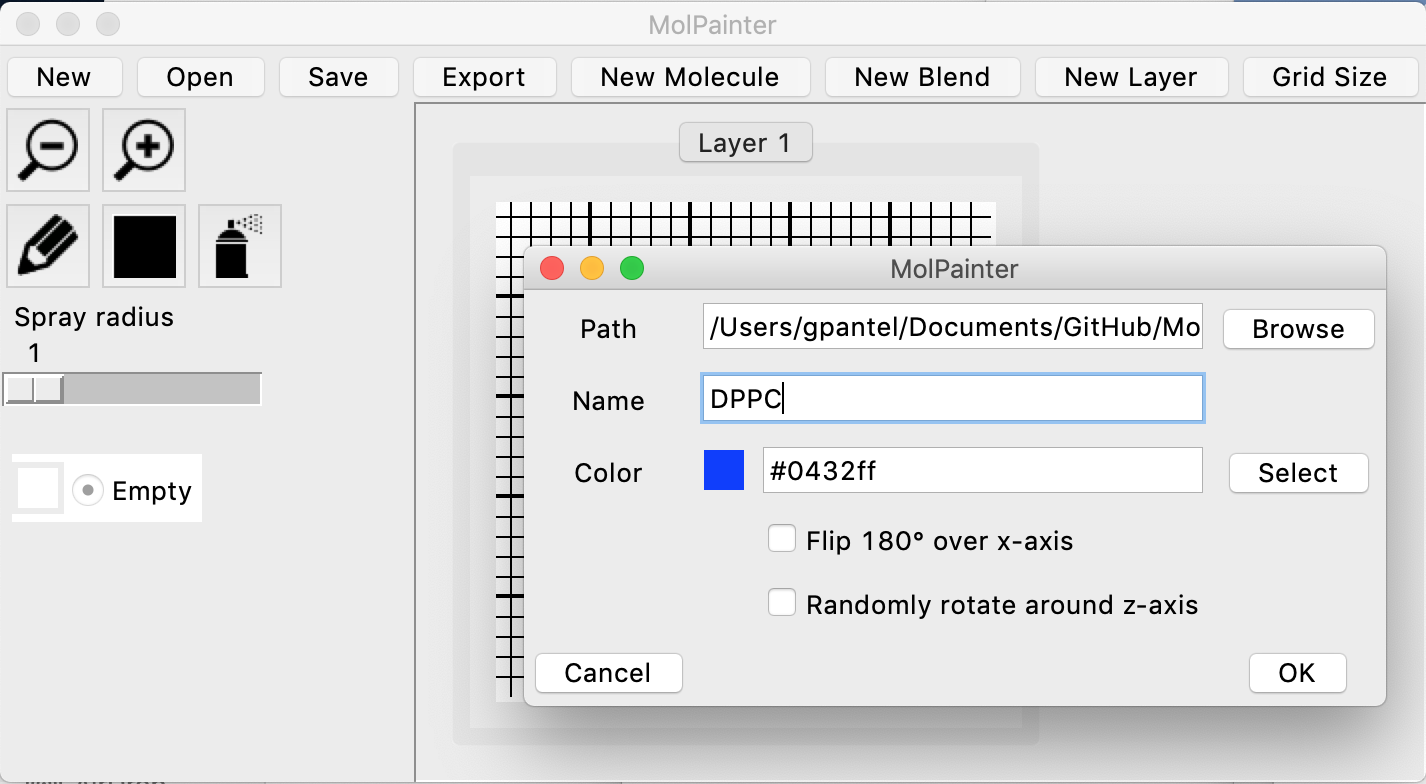 MolPainter
New Open Save Export New Molecule New Blend New Layer Grid Size
Layer 1
Spray radius
1
Empty
MolPainter
Path /Users/gpantel/Documents/GitHub/Mo Browse
Name DPPC
Color #0432ff Select
Flip 180° over x-axis
Randomly rotate around z-axis
Cancel OK